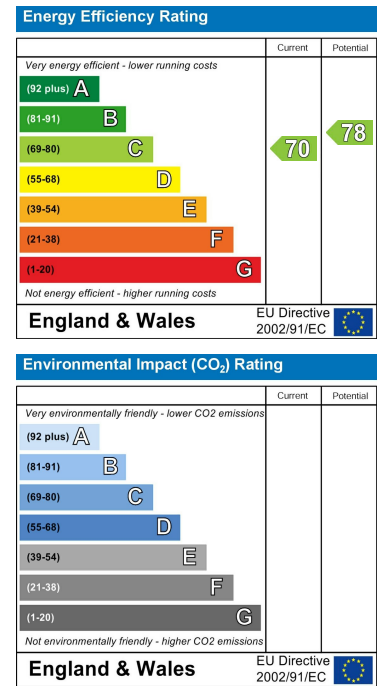 Energy Efficiency Rating
Current Potential
Very energy efficient - lower running costs
(92 plus) A
(81-91) B
(69-80) C
(55-68) D
(39-54) E
(21-38) F
(1-20) G
70
78
Not energy efficient - higher running costs
England & Wales
EU Directive
2002/91/EC
Environmental Impact (CO₂) Rating
Current Potential
Very environmentally friendly - lower CO2 emissions
(92 plus) A
(81-91) B
(69-80) C
(55-68) D
(39-54) E
(21-38) F
(1-20) G
Not environmentally friendly - higher CO2 emissions
England & Wales
EU Directive
2002/91/EC